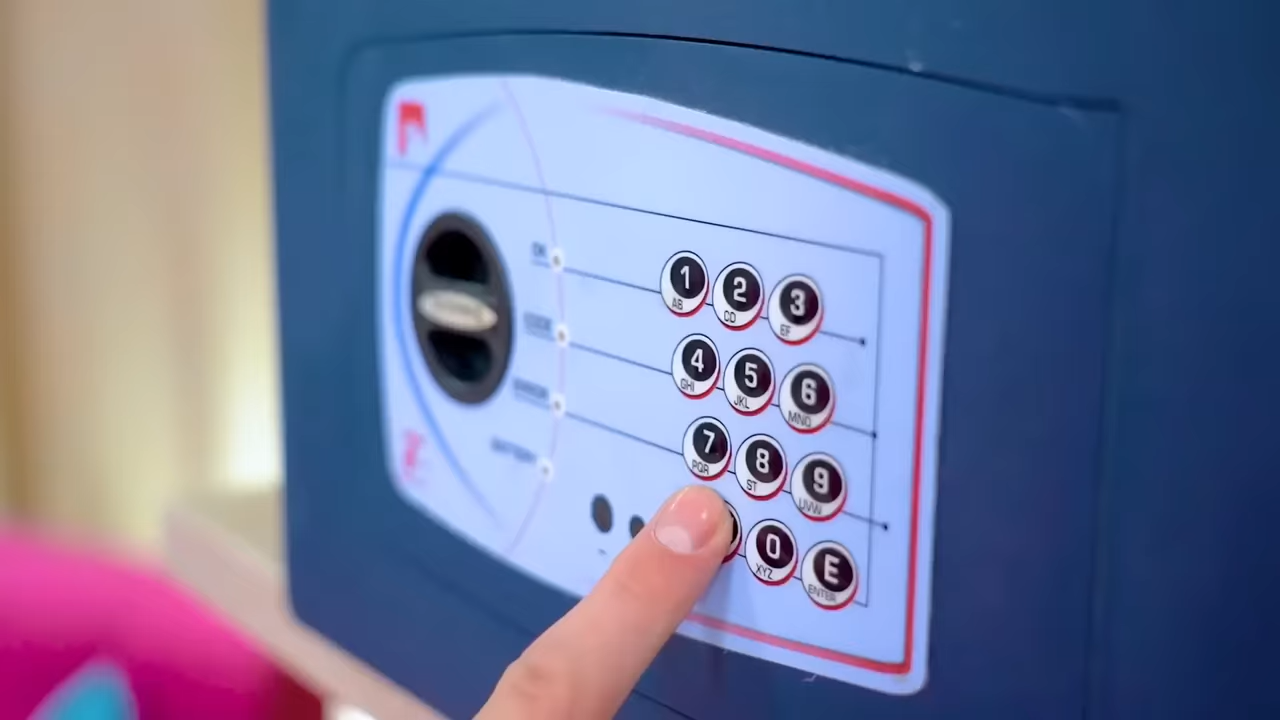 1 2 3
AB CD EF
4 5 6
GHI JKL MNO
7 8 9
PQR ST UVW
0 E
XYZ ENTER